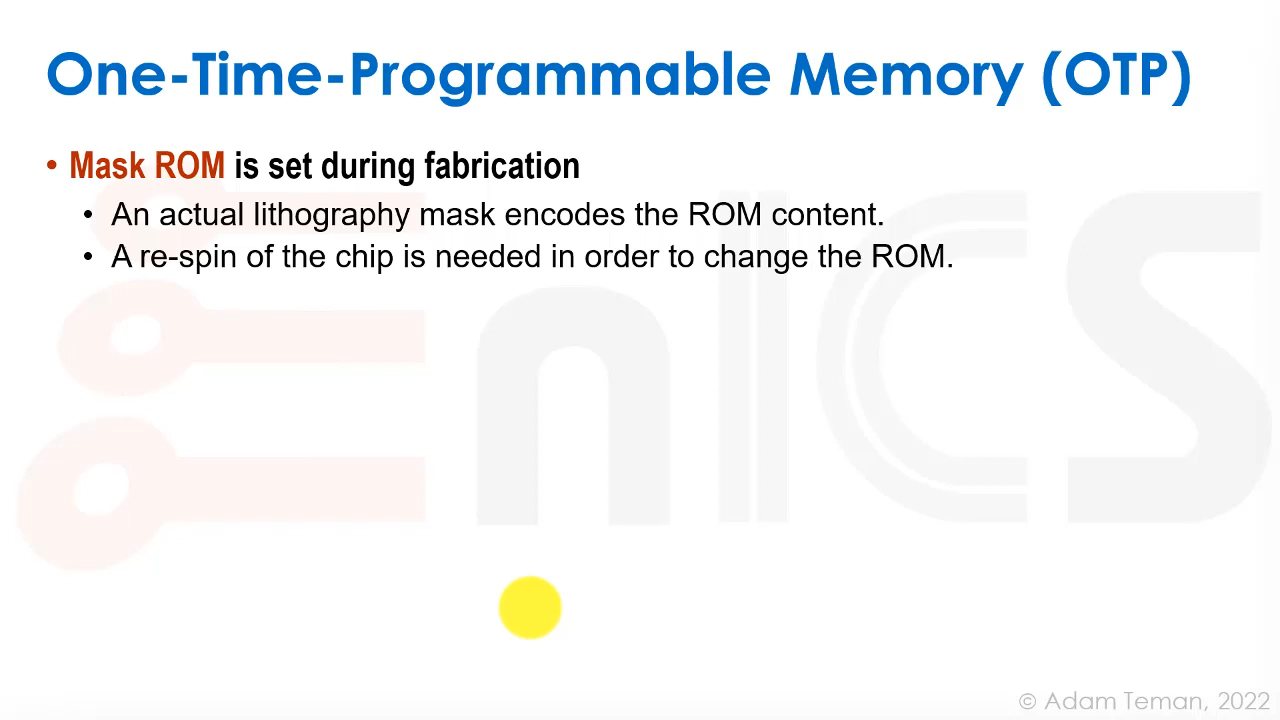 One-Time-Programmable Memory (OTP)
• Mask ROM is set during fabrication
• An actual lithography mask encodes the ROM content.
• A re-spin of the chip is needed in order to change the ROM.
EnICS
© Adam Teman, 2022